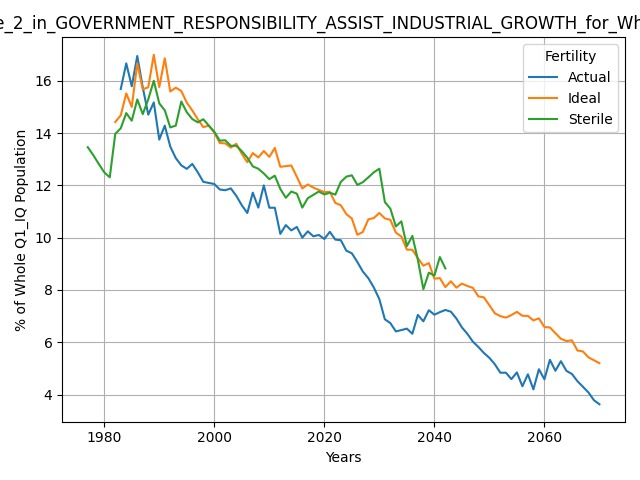 e_2_in_GOVERNMENT_RESPONSIBILITY_ASSIST_INDUSTRIAL_GROWTH_for_Wh
Fertility
Actual
Ideal
Sterile
% of Whole Q1_IQ Population
16
14
12
10
8
6
4
1980
2000
2020
2040
2060
Years